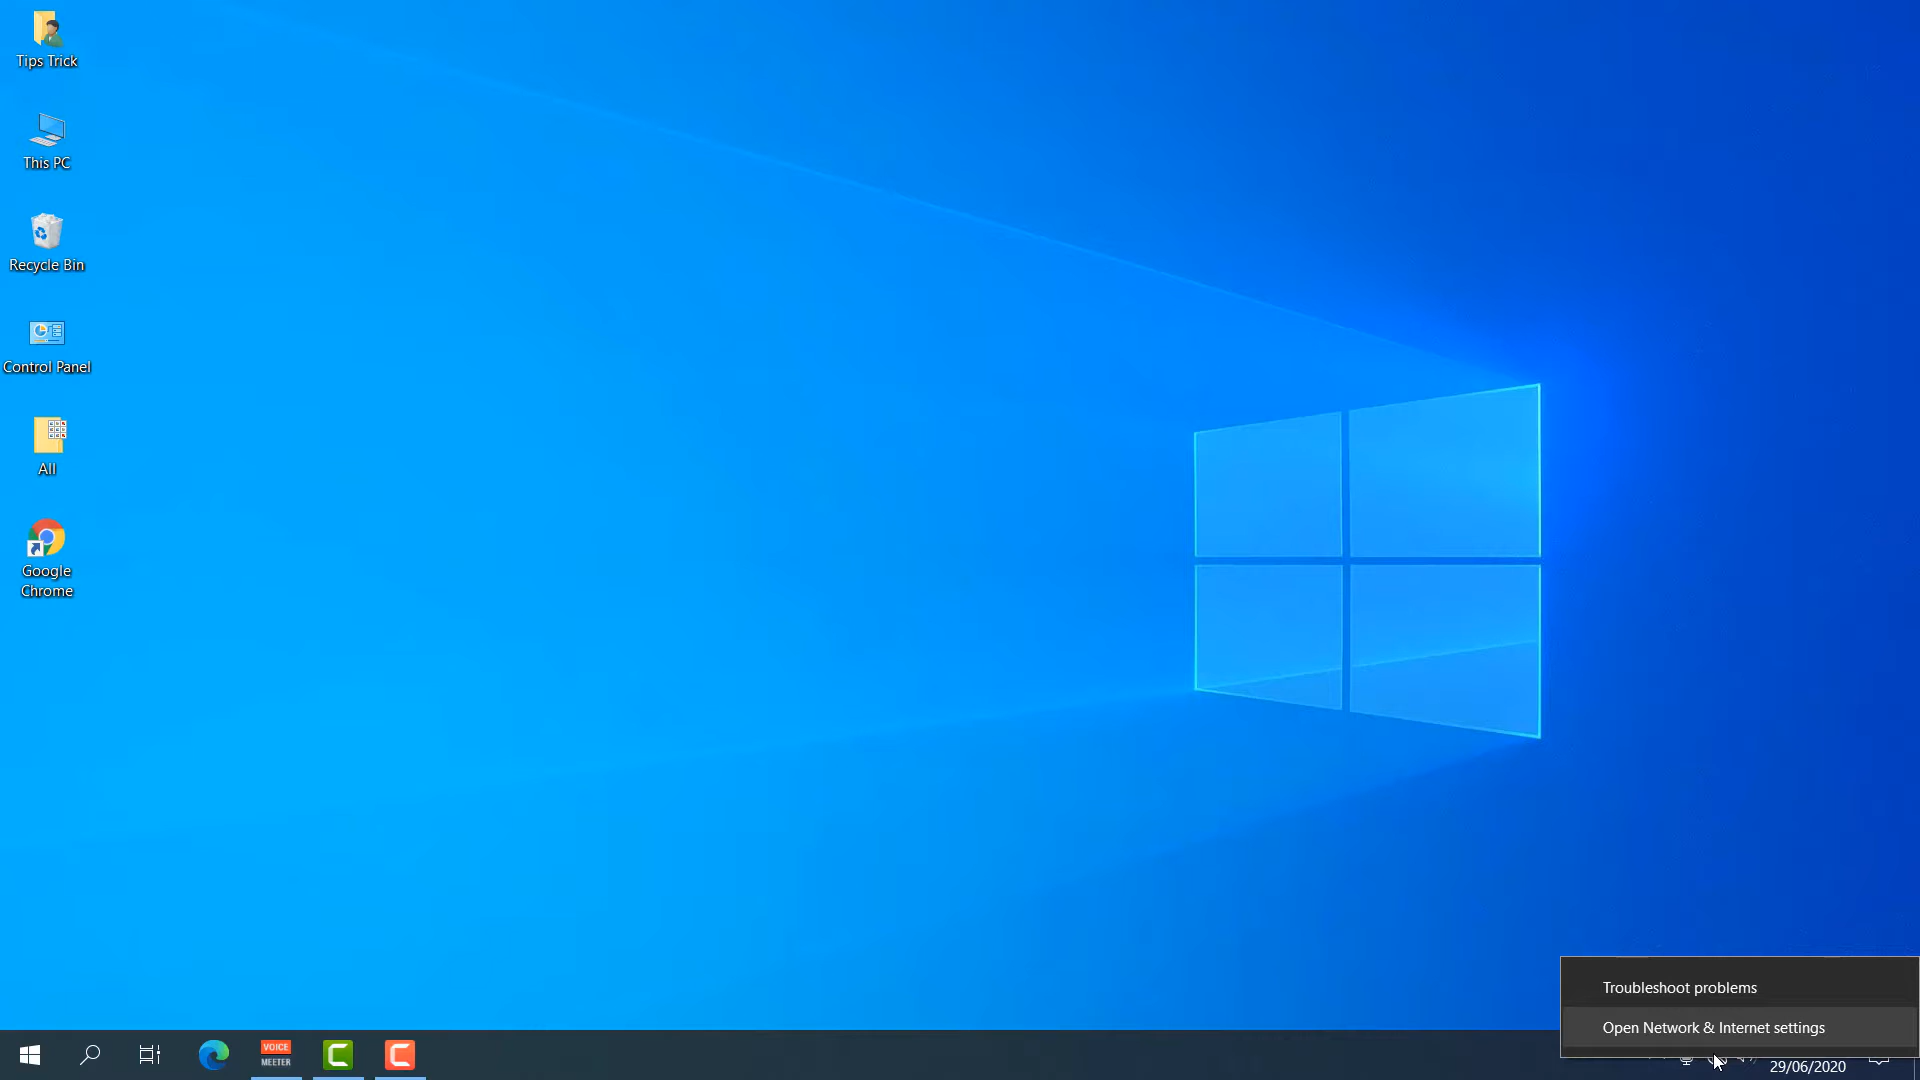 Tips Trick
This PC
Recycle Bin
Control Panel
All
Google
Chrome
Troubleshoot problems
Open Network & Internet settings
VOICE
MEETER
29/06/2020